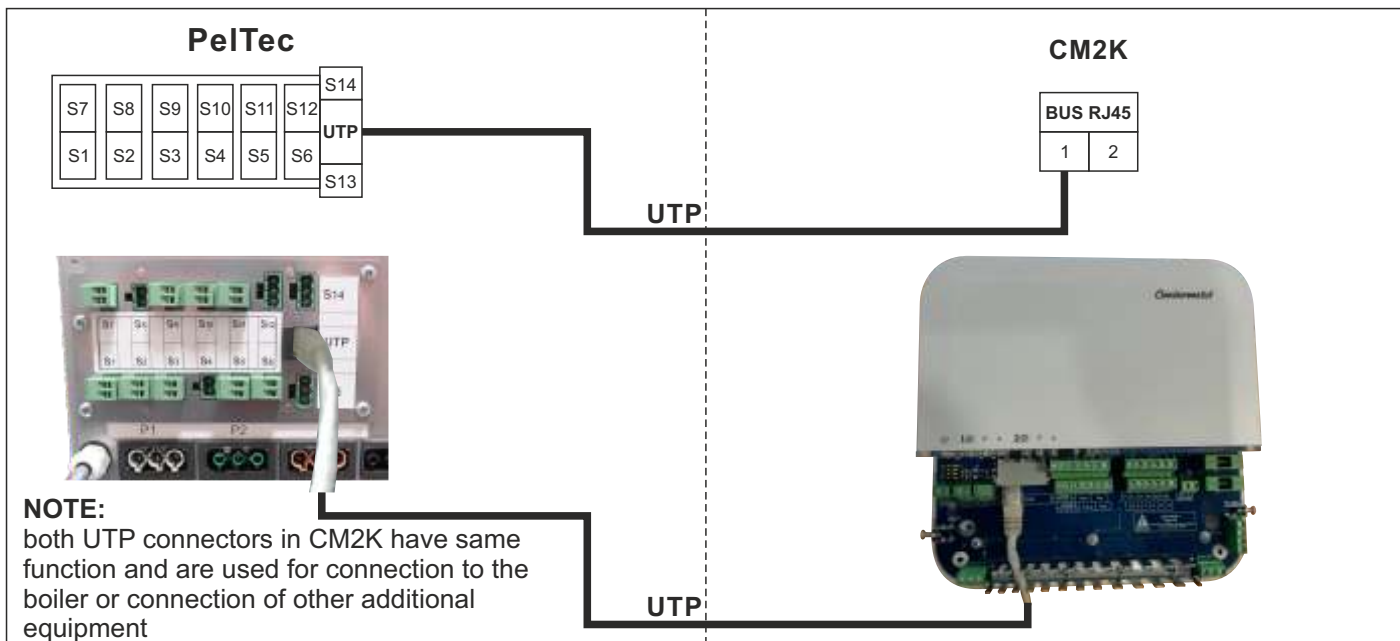 PelTec
CM2K
S14
S7 S8 S9 S10 S11 S12
UTP
S1 S2 S3 S4 S5 S6
S13
BUS RJ45
1 2
UTP
S14
UTP
P1 P2
NOTE:
both UTP connectors in CM2K have same
function and are used for connection to the
boiler or connection of other additional
equipment
UTP